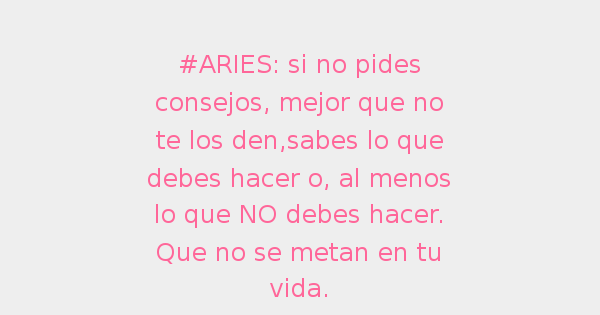 #ARIES: si no pides
consejos, mejor que no
te los den,sabes lo que
debes hacer o, al menos
lo que NO debes hacer.
Que no se metan en tu
vida.